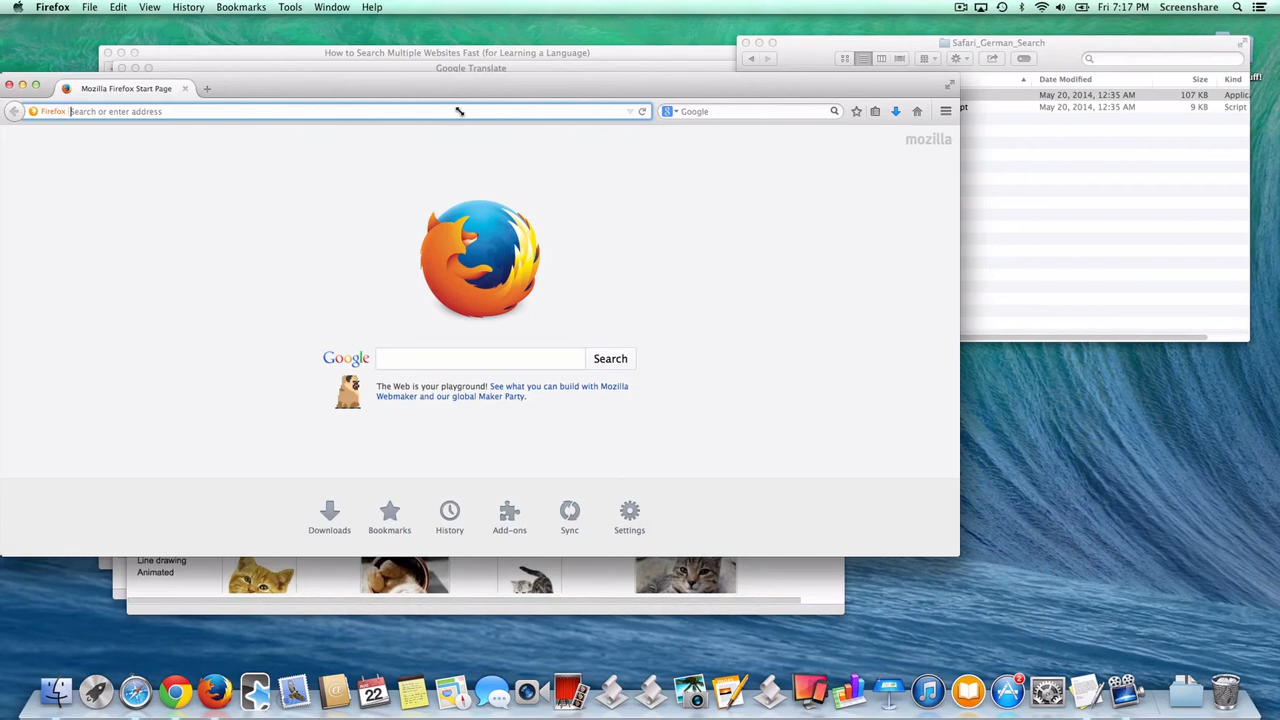 Firefox File Edit View History Bookmarks Tools Window Help
Fri 7:17 PM Screenshare
How to Search Multiple Websites Fast (for Learning a Language)
Google Translate
Safari_German_Search
Date Modified Size Kind
May 20, 2014, 12:35 AM 107 KB Applic
pt May 20, 2014, 12:35 AM 9 KB Script
Mozilla Firefox Start Page
Firefox Search or enter address
Google
mozilla
Google Search
The Web is your playground! See what you can build with Mozilla
Webmaker and our global Maker Party.
Downloads Bookmarks History Add-ons Sync Settings
Line drawing
Animated
22
2